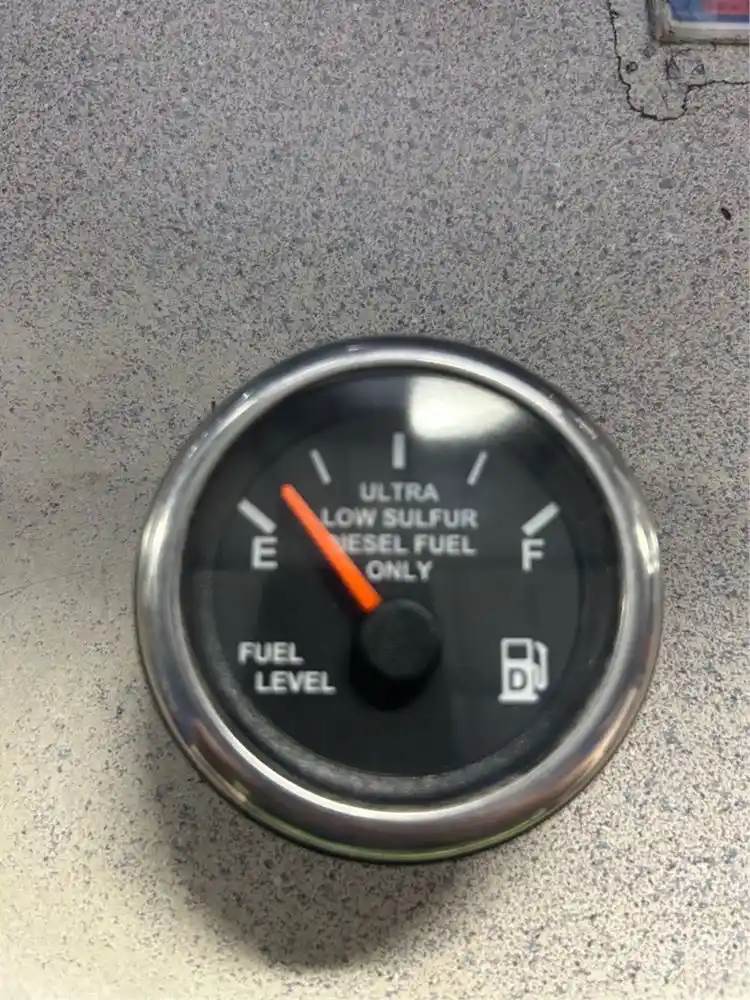 ULTRA
LOW SULFUR
DIESEL FUEL
ONLY
E
F
FUEL
LEVEL
D